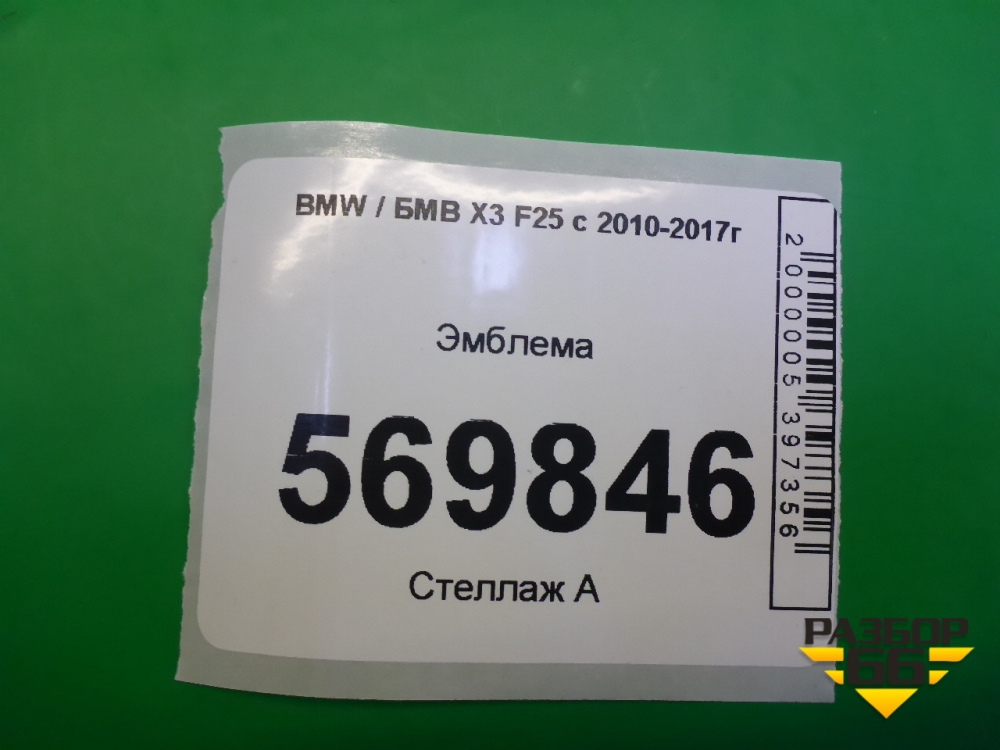 BMW / БМВ X3 F25 с 2010-2017г
Эмблема
569846
Стеллаж А
2000005397356
РАЗБОР
66